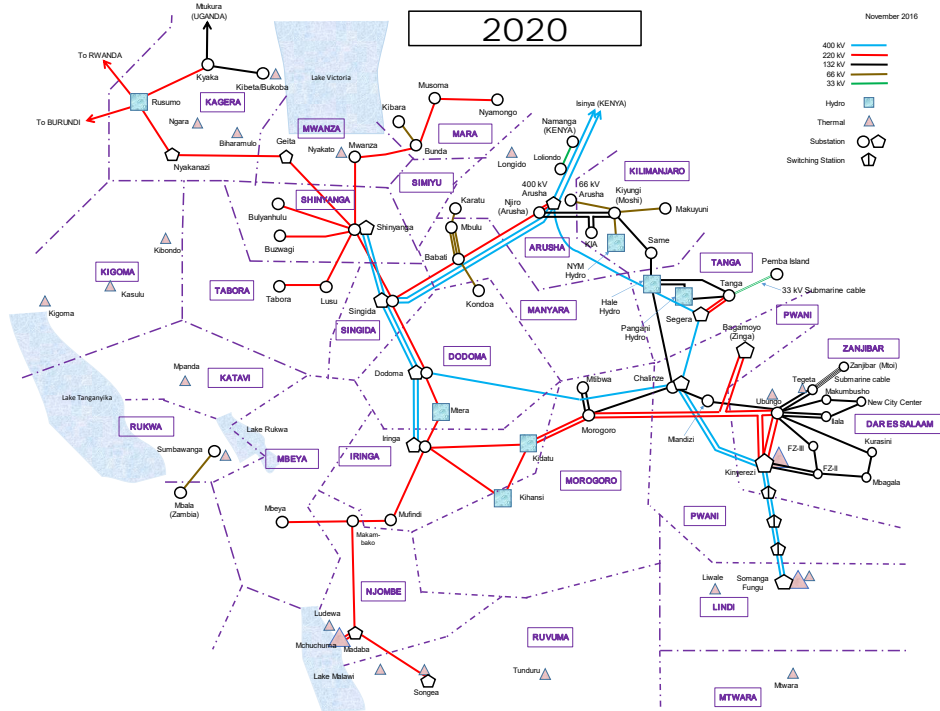 2020
November 2016
400 kV
220 kV
132 kV
66 kV
33 kV
Hydro
Thermal
Substation
Switching Statiion
Mtukura
(UGANDA)
To RWANDA
Kyaka
Kibeta/Bukoba
Rusumo
KAGERA
To BURUNDI
Ngara
Biharamulo
Nyakanazi
Geita
Lake Victoria
MWANZA
Nyakato
Mwanza
Musoma
Kibara
Nyamongo
Bunda
MARA
SIMIYU
Isinya (KENYA)
Namanga
(KENYA)
Longido
Loliondo
KILIMANJARO
SHINYANGA
Bulyanhulu
Shinyanga
Buzwagi
Tabora
Lusu
TABORA
Karatu
Mbulu
Babati
Kondoa
400 kV
Arusha
Njiro
(Arusha)
66 kV
Arusha
Kiyungi
(Moshi)
Makuyuni
KIA
ARUSHA
NYM
Hydro
Same
MANYARA
Hale
Hydro
Pangani
Hydro
TANGA
Tanga
Pemba Island
33 kV Submarine cable
Segera
PWANI
Bagamoyo
(Zinga)
KIGOMA
Kibondo
Kasulu
Kigoma
Singida
SINGIDA
DODOMA
Dodoma
Mtera
Mpanda
KATAVI
Lake Tanganyika
RUKWA
Lake Rukwa
Sumbawanga
MBEYA
Mbala
(Zambia)
Iringa
IRINGA
Kidatu
Kihansi
MOROGORO
Mtibwa
Morogoro
Chalinze
Mlandizi
ZANJIBAR
Zanjibar (Mtoi)
Submarine cable
Tegeta
Makumbusho
New City Center
Ubungo
Ilala
DAR ES SALAAM
Kurasini
FZ-III
FZ-II
Mbagala
Kinyerezi
PWANI
Mbeya
Makam-
bako
Mufindi
NJOMBE
Ludewa
Mchuchuma
Madaba
Lake Malawi
Songea
RUVUMA
Tunduru
Liwale
Somanga
Fungu
LINDI
Mtwara
MTWARA